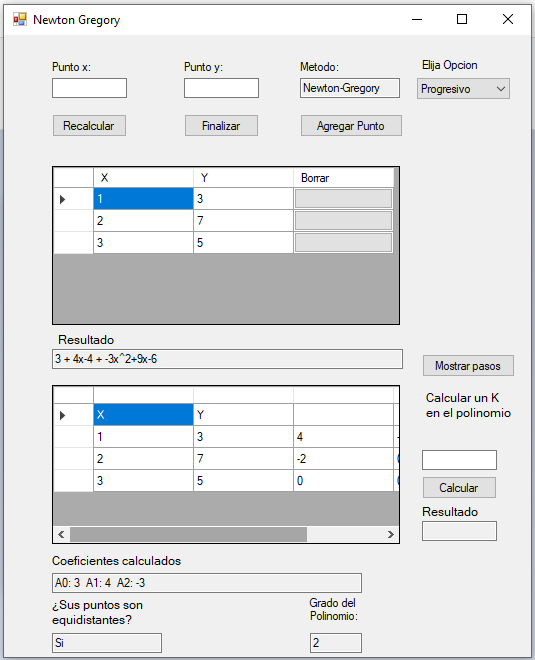 Newton Gregory
Punto x: Punto y: Metodo: Elija Opcion
Newton-Gregory Progresivo
Recalcular Finalizar Agregar Punto
X Y Borrar
1 3
2 7
3 5
Resultado
3 + 4x-4 + -3x^2+9x-6
Mostrar pasos
X Y
1 3 4
2 7 -2
3 5 0
Calcular un K
en el polinomio
Calcular
Resultado
Coeficientes calculados
A0: 3 A1: 4 A2: -3
¿Sus puntos son
equidistantes?
Si
Grado del
Polinomio:
2